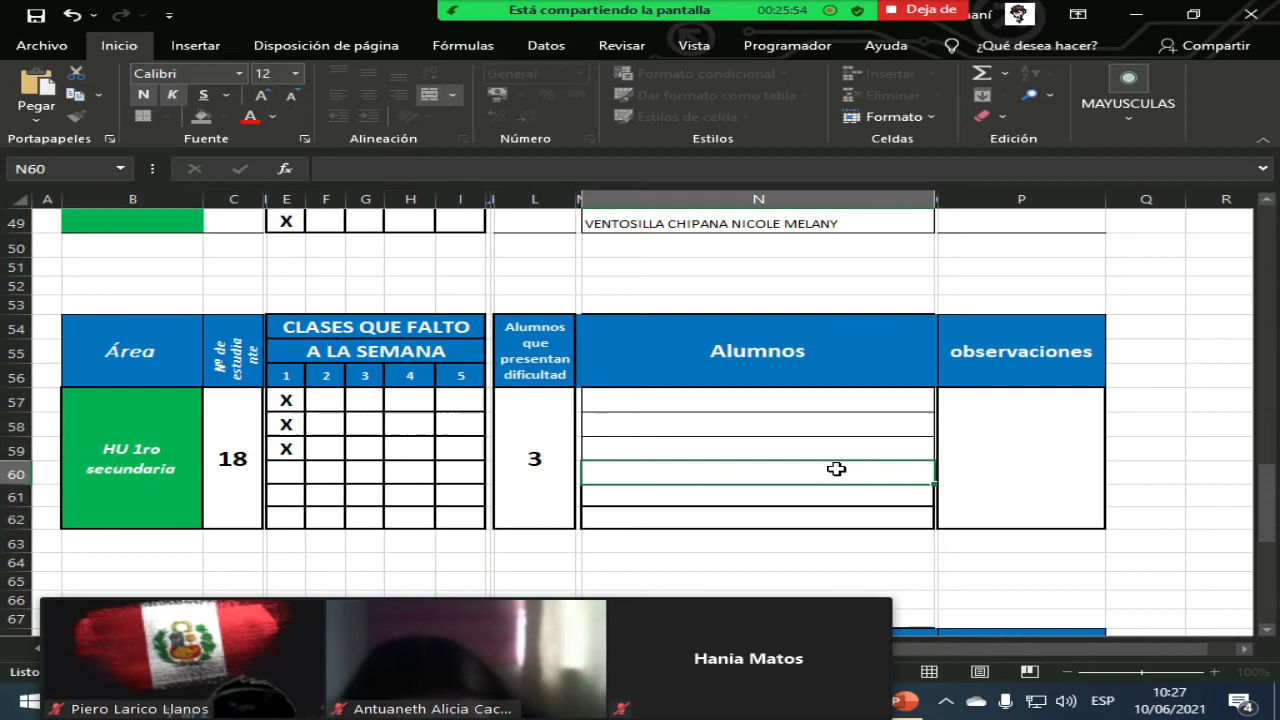 Está compartiendo la pantalla
00:25:54
Deja de
aní
Archivo
Inicio
Insertar
Disposición de página
Fórmulas
Datos
Revisar
Vista
Programador
Ayuda
¿Qué desea hacer?
Compartir
Pegar
Calibri
12
N
K
S
General
Formato condicional
Dar formato como tabla
Estilos de celda
Insertar
Eliminar
Formato
MAYUSCULAS
Portapapeles
Fuente
Alineación
Número
Estilos
Celdas
Edición
N60
A B C E F G H I L N P Q R
49 X VENTOSILLA CHIPANA NICOLE MELANY
50
51
52
53
54
55
56
Área
Nº de estudia nte
CLASES QUE FALTO
A LA SEMANA
1 2 3 4 5
Alumnos
que
presentan
dificultad
Alumnos
observaciones
57 X
58 X
59 X
HU 1ro
secundaria
18
3
60
61
62
63
64
65
66
67
Hania Matos
Piero Larico Llanos
Antuaneth Alicia Cac...
Listo
100%
ESP
10:27
10/06/2021
4